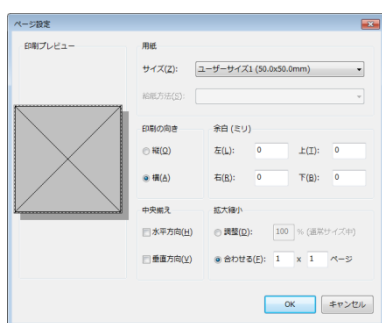 ページ設定
印刷プレビュー
用紙
サイズ(Z): ユーザーサイズ1 (50.0x50.0mm)
給紙方法(S):
印刷の向き
縦(O)
横(A)
余白 (ミリ)
左(L): 0 上(T): 0
右(R): 0 下(B): 0
中央揃え
水平方向(H)
垂直方向(V)
拡大縮小
調整(D): 100 % (通常サイズ中)
合わせる(F): 1 x 1 ページ
OK キャンセル